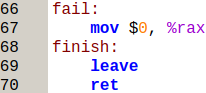 66 fail:
67     mov $0, %rax
68 finish:
69     leave
70     ret